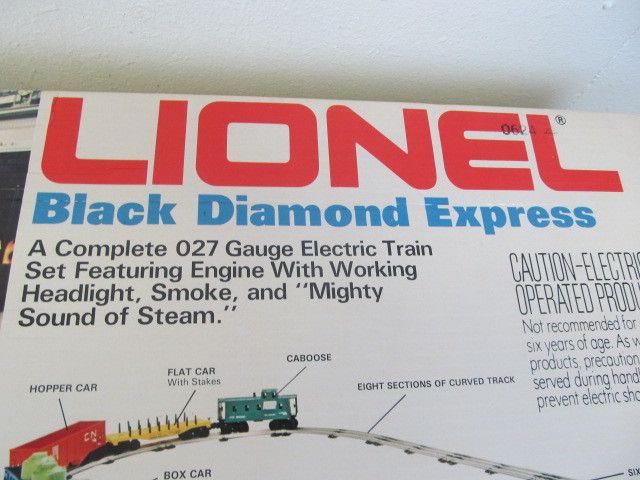 LIONEL®
Black Diamond Express
A Complete 027 Gauge Electric Train
Set Featuring Engine With Working
Headlight, Smoke, and "Mighty
Sound of Steam."
CAUTION-ELECTRIC
OPERATED PRODU
Not recommended for
six years of age. As w
products, precaution
served during hand
prevent electric sho
CABOOSE
FLAT CAR
With Stakes
HOPPER CAR
EIGHT SECTIONS OF CURVED TRACK
BOX CAR
SIX